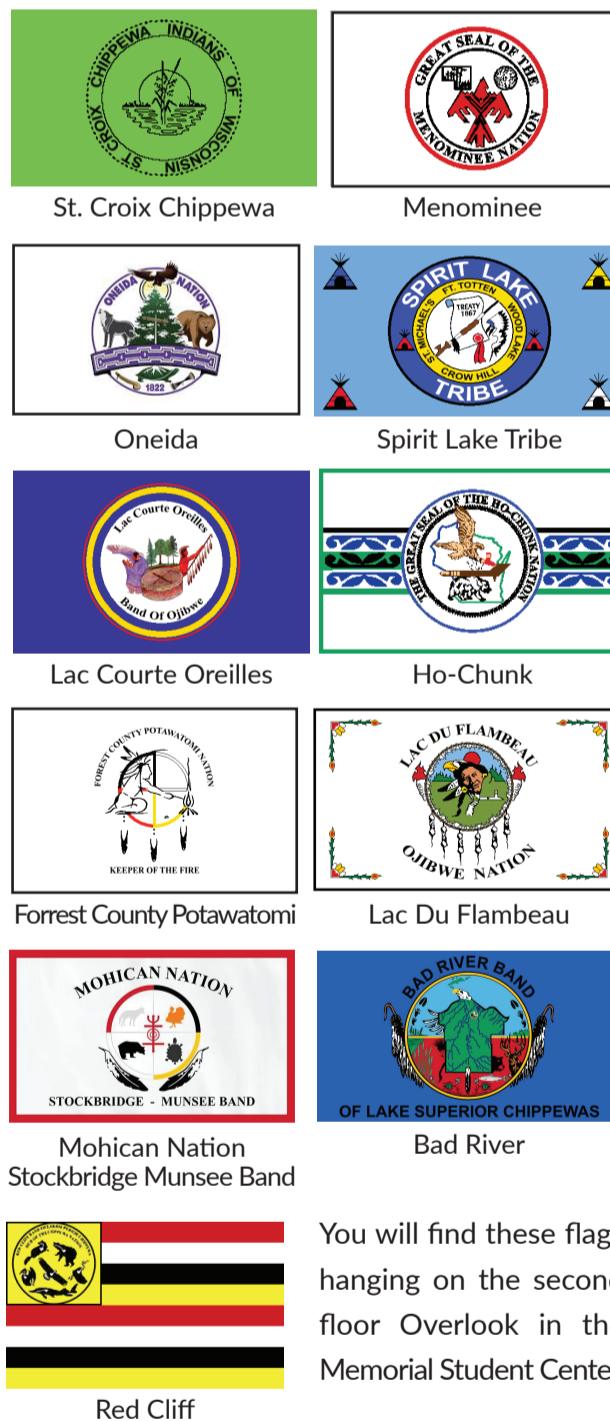 ST CROIX CHIPPEWA INDIANS OF WISCONSIN
St. Croix Chippewa
GREAT SEAL OF THE
MENOMINEE NATION
Menominee
ONEIDA NATION
1822
Oneida
SPIRIT LAKE
ST. MICHAEL'S FT. TOTTEN WOOD LAKE
TREATY
1867
CROW HILL
TRIBE
Spirit Lake Tribe
Lac Courte Oreilles
Band Of Ojibwe
Lac Courte Oreilles
THE GREAT SEAL OF THE HO-CHUNK NATION
Ho-Chunk
FOREST COUNTY POTAWATOMI NATION
KEEPER OF THE FIRE
Forrest County Potawatomi
LAC DU FLAMBEAU
OJIBWE NATION
Lac Du Flambeau
MOHICAN NATION
STOCKBRIDGE - MUNSEE BAND
Mohican Nation
Stockbridge Munsee Band
BAD RIVER BAND
OF LAKE SUPERIOR CHIPPEWAS
Bad River
Red Cliff
You will find these flag
hanging on the second
floor Overlook in th
Memorial Student Cente